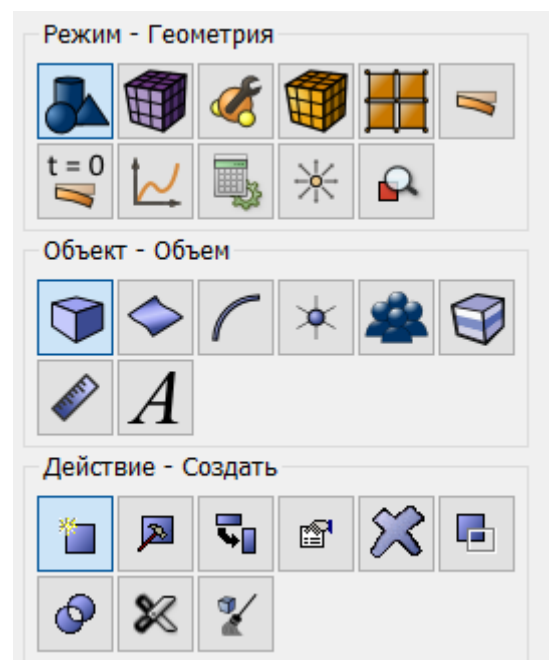 Режим - Геометрия
t = 0
Объект - Объем
A
Действие - Создать